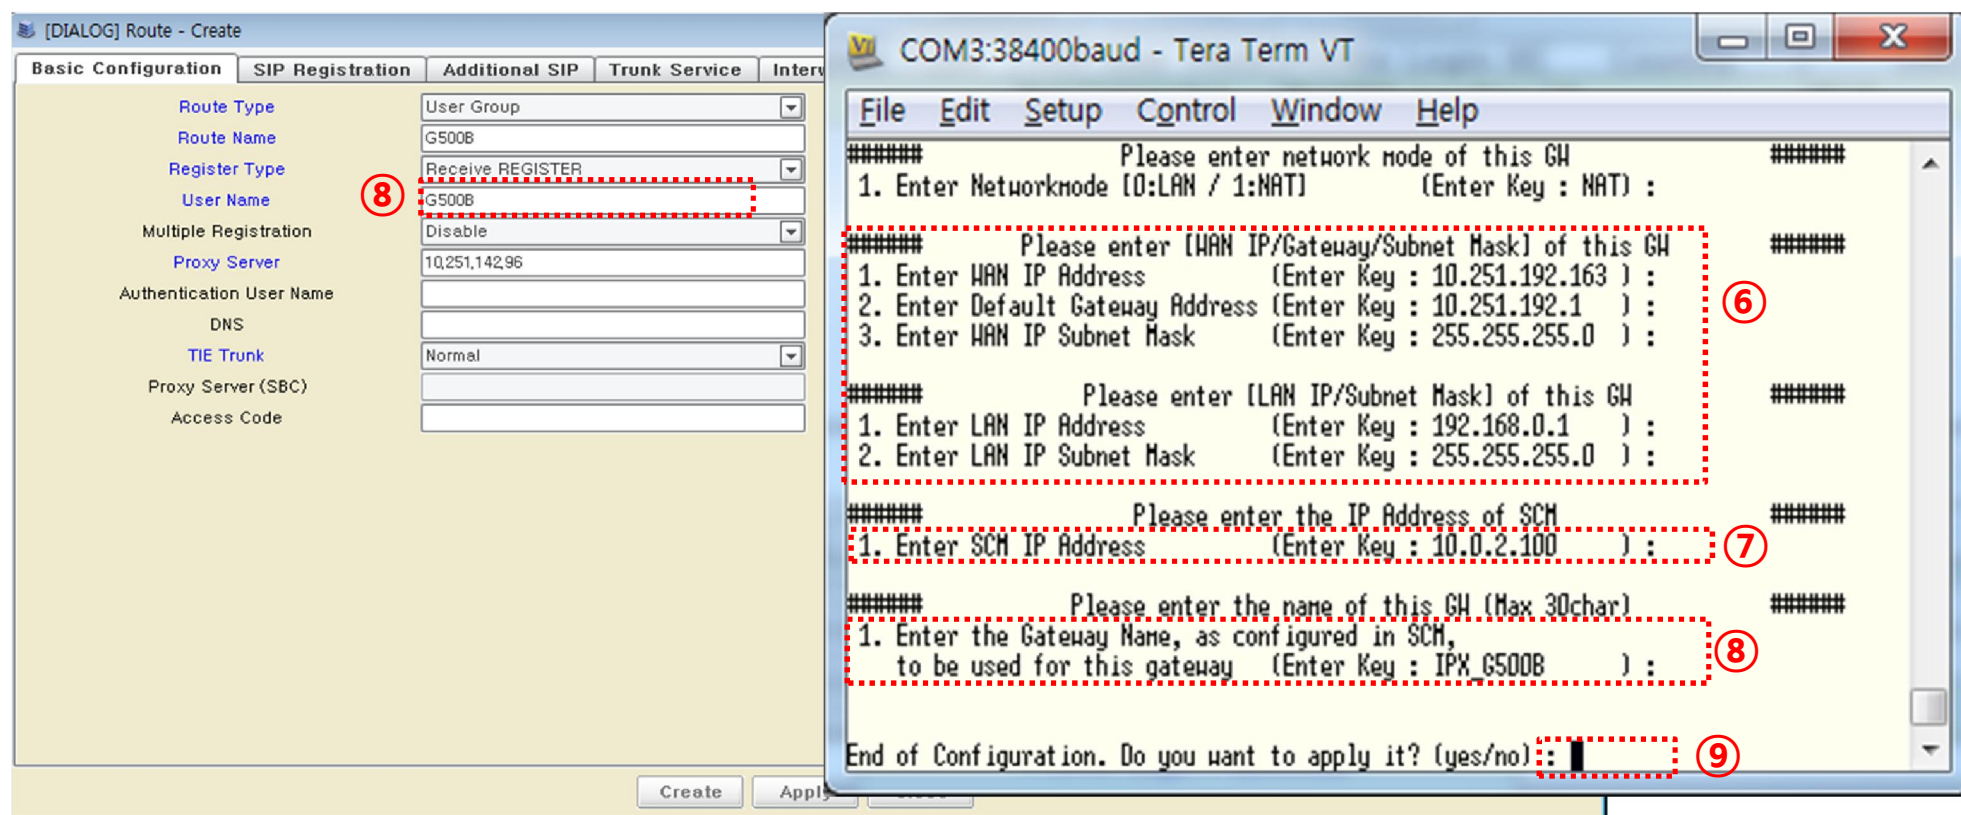 [DIALOG] Route - Create
Basic Configuration
SIP Registration
Additional SIP
Trunk Service
Route Type
User Group
Route Name
G500B
Register Type
Receive REGISTER
⑧
User Name
G500B
Multiple Registration
Disable
Proxy Server
10,251,142,96
Authentication User Name
DNS
TIE Trunk
Normal
Proxy Server (SBC)
Access Code
Create
COM3:38400baud - Tera Term VT
File Edit Setup Control Window Help
###### Please enter network mode of this GW ######
1. Enter Networkmode [0:LAN / 1:NAT] (Enter Key : NAT) :
###### Please enter [WAN IP/Gateway/Subnet Mask] of this GW ######
1. Enter WAN IP Address (Enter Key : 10.251.192.163 ) :
2. Enter Default Gateway Address (Enter Key : 10.251.192.1 ) :
3. Enter WAN IP Subnet Mask (Enter Key : 255.255.255.0 ) :
⑥
###### Please enter [LAN IP/Subnet Mask] of this GW ######
1. Enter LAN IP Address (Enter Key : 192.168.0.1 ) :
2. Enter LAN IP Subnet Mask (Enter Key : 255.255.255.0 ) :
###### Please enter the IP Address of SCM ######
1. Enter SCM IP Address (Enter Key : 10.0.2.100 ) :
⑦
###### Please enter the name of this GW (Max 30char) ######
1. Enter the Gateway Name, as configured in SCM,
to be used for this gateway (Enter Key : IPX_G500B ) :
⑧
End of Configuration. Do you want to apply it? (yes/no) :
⑨